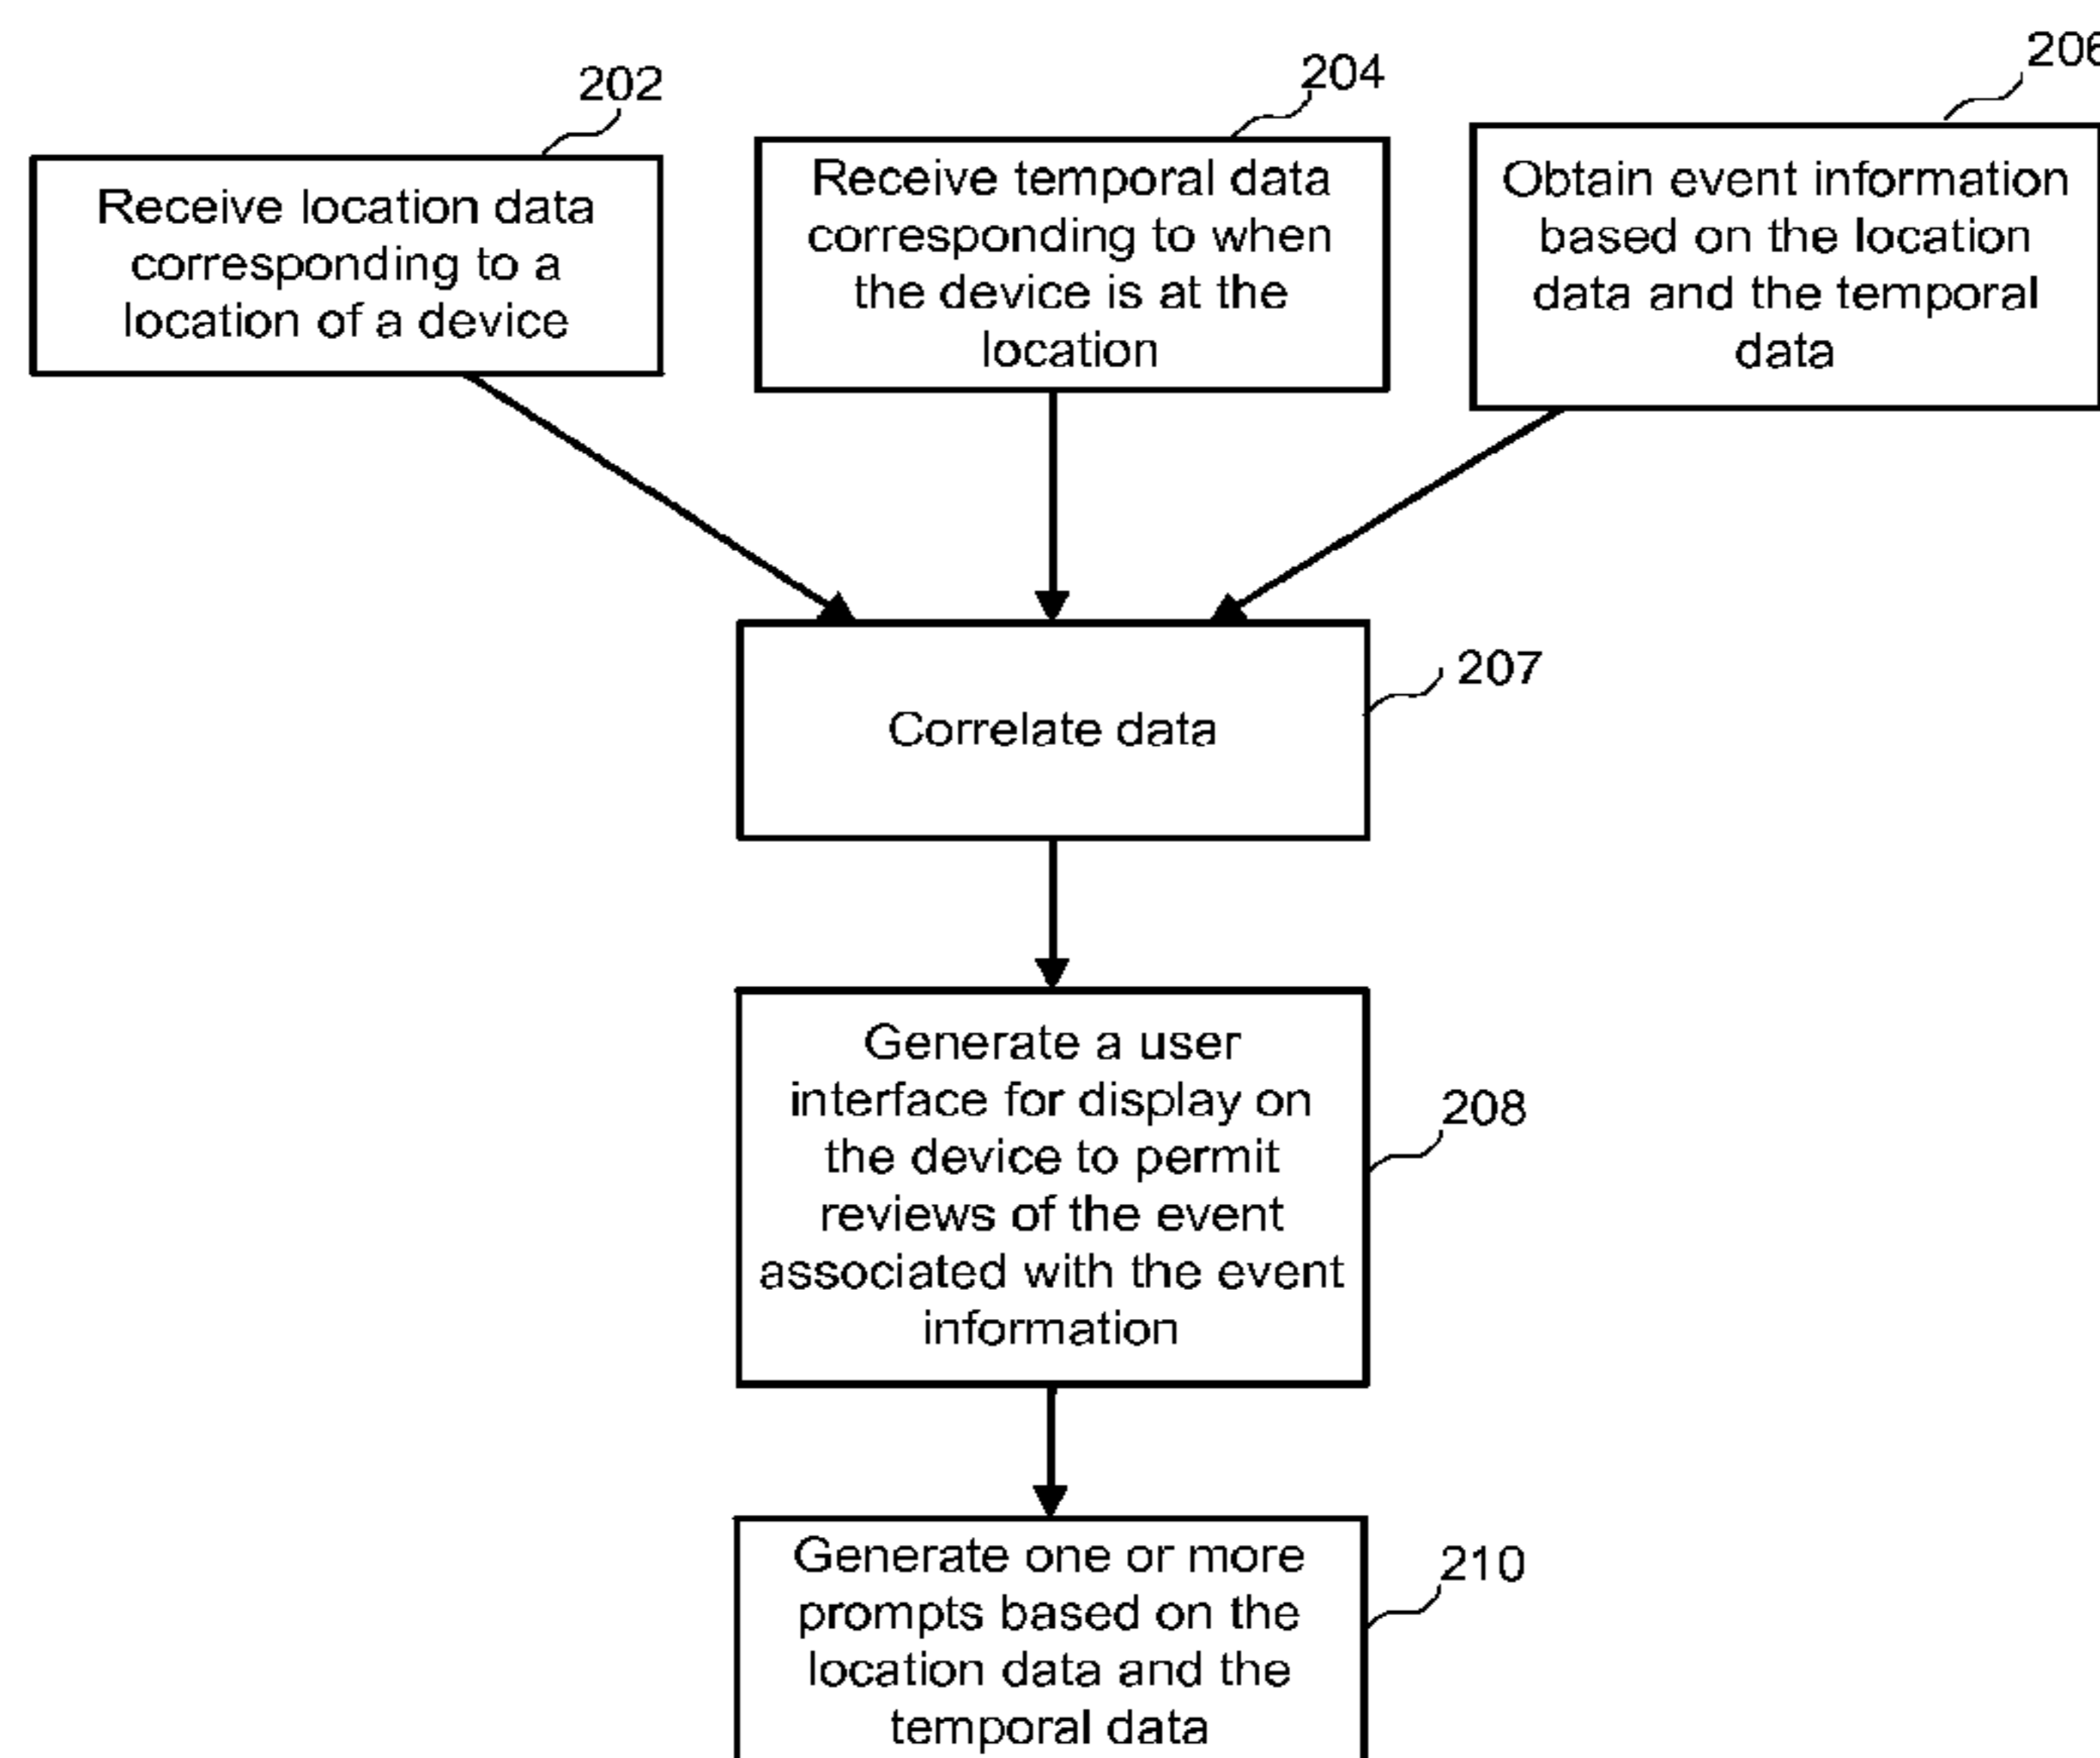 202
Receive location data
corresponding to a
location of a device
204
Receive temporal data
corresponding to when
the device is at the
location
206
Obtain event information
based on the location
data and the temporal
data
207
Correlate data
208
Generate a user
interface for display on
the device to permit
reviews of the event
associated with the event
information
210
Generate one or more
prompts based on the
location data and the
temporal data